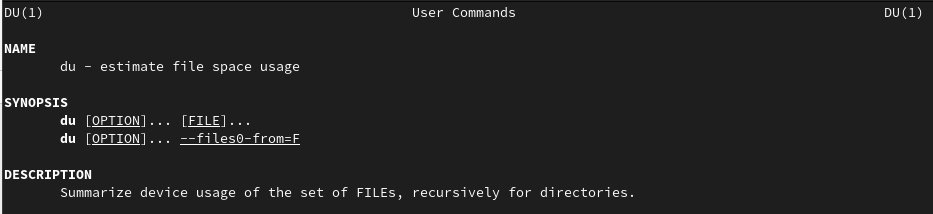 DU(1) User Commands DU(1)
NAME
du - estimate file space usage
SYNOPSIS
du [OPTION]... [FILE]...
du [OPTION]... --files0-from=F
DESCRIPTION
Summarize device usage of the set of FILEs, recursively for directories.